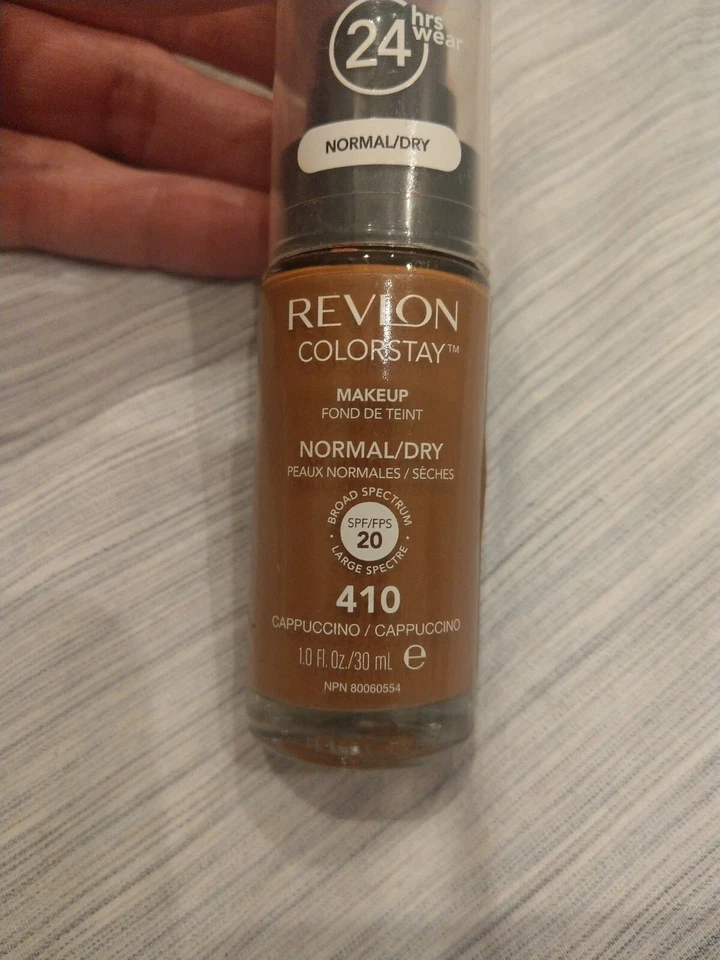 24 hrs wear
NORMAL/DRY
REVLON
COLORSTAY™
MAKEUP
FOND DE TEINT
NORMAL/DRY
PEAUX NORMALES / SÈCHES
BROAD SPECTRUM
SPF/FPS
20
• LARGE SPECTRE •
410
CAPPUCCINO / CAPPUCCINO
1.0 Fl. Oz./30 mL e
NPN 80060554